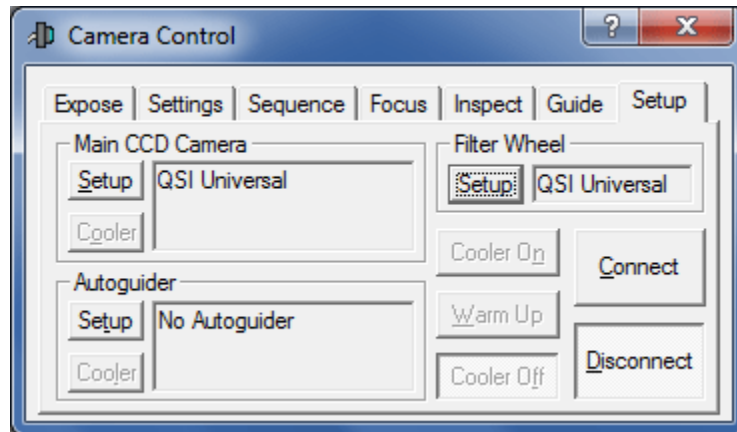 Camera Control
?
X
Expose Settings Sequence Focus Inspect Guide Setup
Main CCD Camera
Setup QSI Universal
Cooler
Filter Wheel
Setup QSI Universal
Autoguider
Setup No Autoguider
Cooler
Cooler On
Warm Up
Cooler Off
Connect
Disconnect